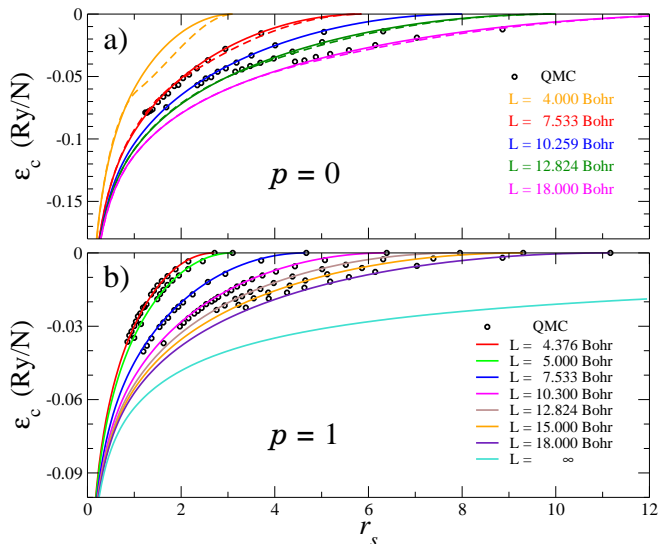 a)
0
-0.05
-0.1
-0.15
ε_c (Ry/N)
QMC
L = 4.000 Bohr
L = 7.533 Bohr
L = 10.259 Bohr
L = 12.824 Bohr
L = 18.000 Bohr
p = 0
b)
0
-0.03
-0.06
-0.09
ε_c (Ry/N)
QMC
L = 4.376 Bohr
L = 5.000 Bohr
L = 7.533 Bohr
L = 10.300 Bohr
L = 12.824 Bohr
L = 15.000 Bohr
L = 18.000 Bohr
L = ∞
p = 1
0 2 4 6 8 10 12
r_s